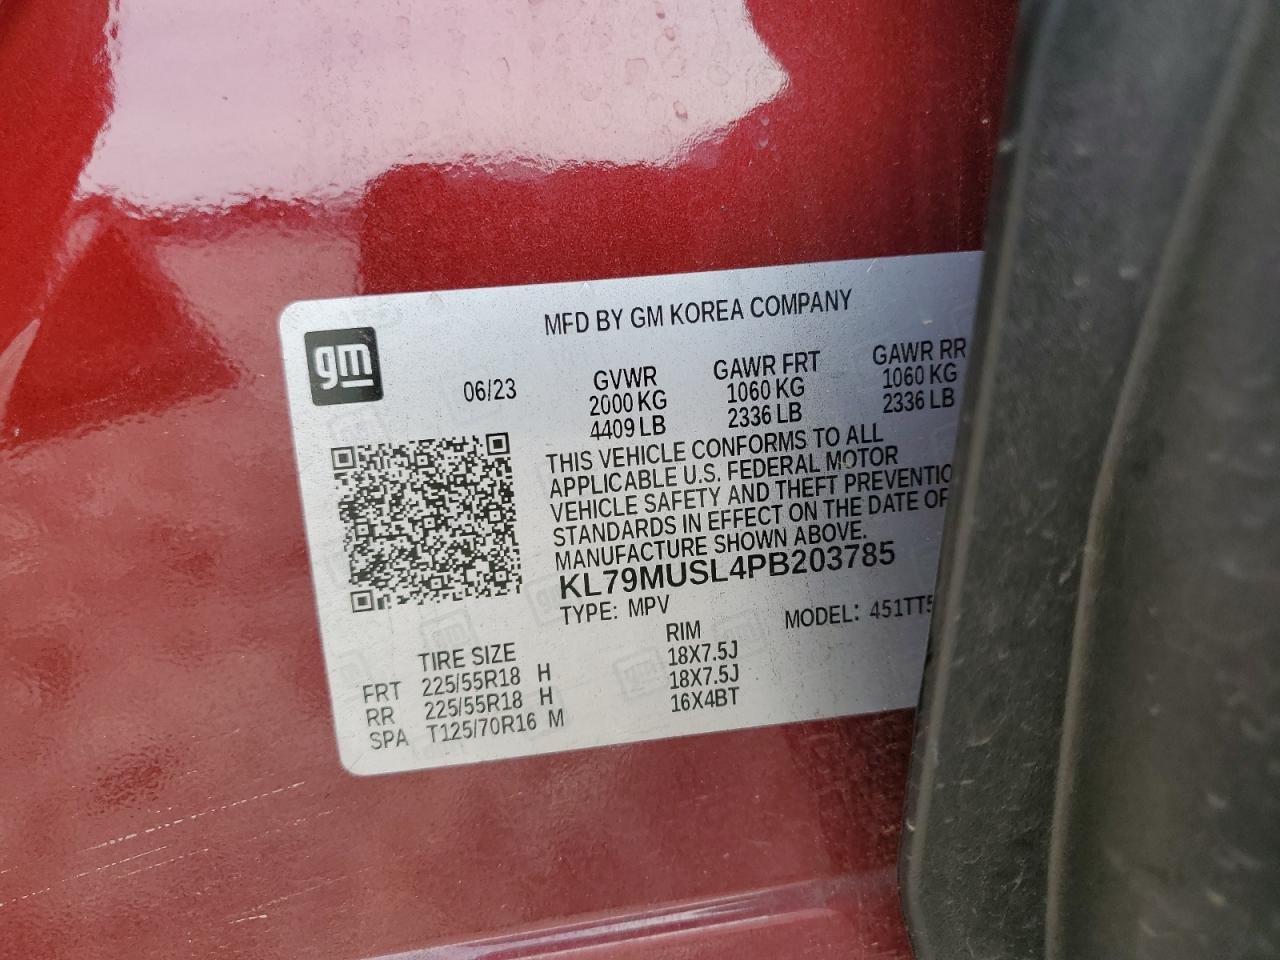 MFD BY GM KOREA COMPANY
gm
06/23 GVWR GAWR FRT GAWR RR
2000 KG 1060 KG 1060 KG
4409 LB 2336 LB 2336 LB
THIS VEHICLE CONFORMS TO ALL
APPLICABLE U.S. FEDERAL MOTOR
VEHICLE SAFETY AND THEFT PREVENTIO
STANDARDS IN EFFECT ON THE DATE OF
MANUFACTURE SHOWN ABOVE.
KL79MUSL4PB203785
TYPE: MPV MODEL: 451TT5
TIRE SIZE RIM
FRT 225/55R18 H 18X7.5J
RR 225/55R18 H 18X7.5J
SPA T125/70R16 M 16X4BT